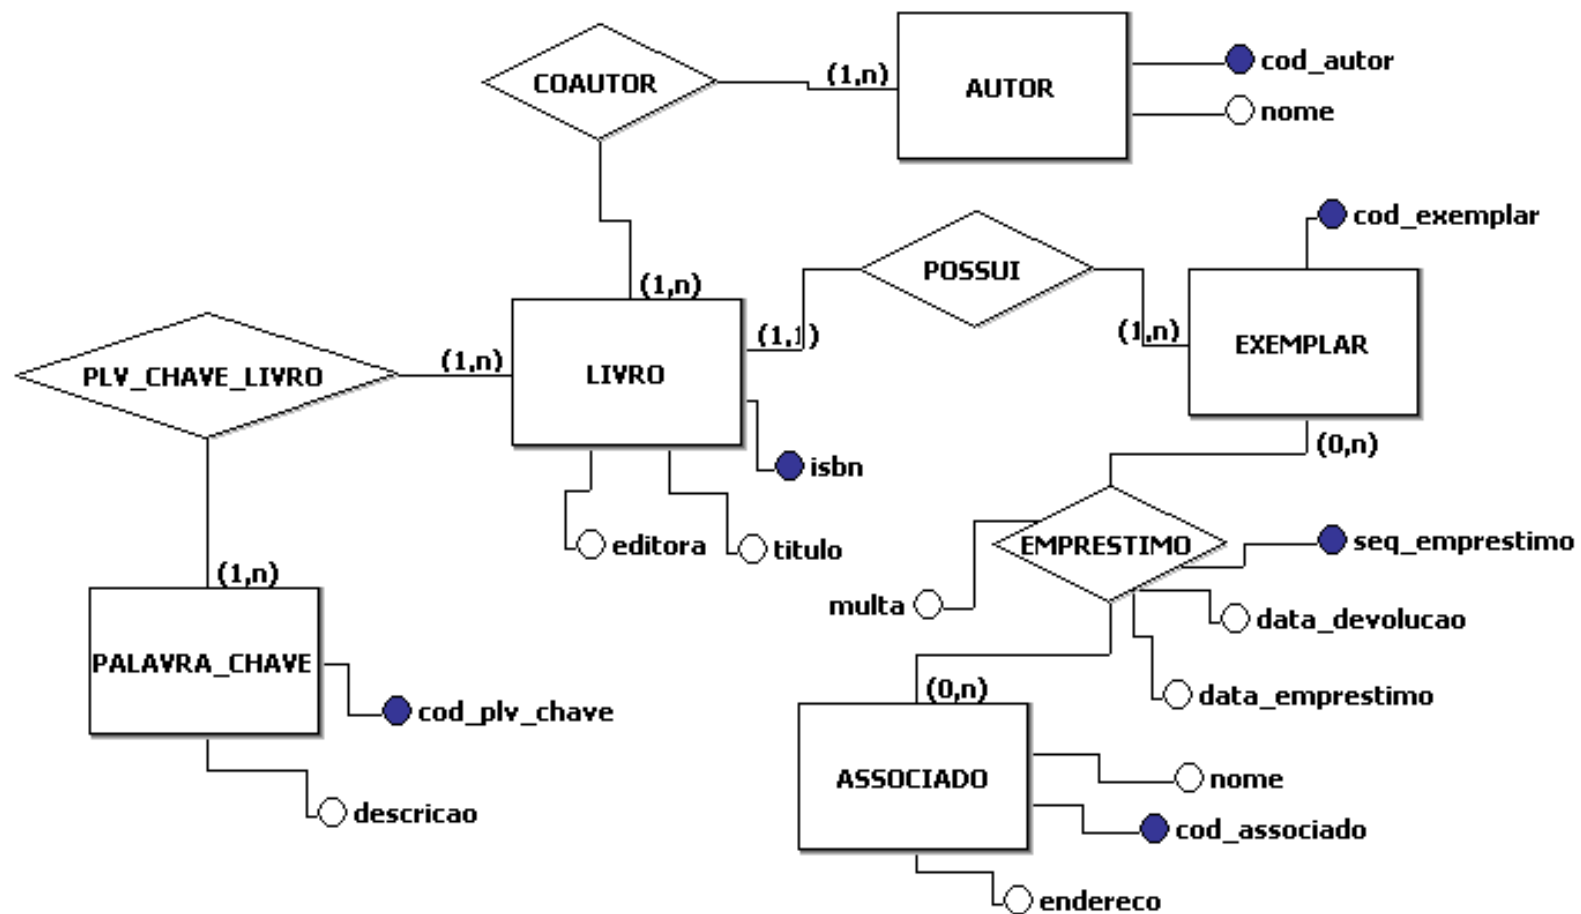 COAUTOR
(1,n)
AUTOR
cod_autor
nome
cod_exemplar
POSSUI
(1,n)
(1,1)
(1,n)
EXEMPLAR
PLV_CHAVE_LIVRO
(1,n)
LIVRO
(0,n)
isbn
editora
titulo
EMPRESTIMO
seq_emprestimo
multa
data_devolucao
(1,n)
PALAVRA_CHAVE
cod_plv_chave
data_emprestimo
(0,n)
ASSOCIADO
nome
descricao
cod_associado
endereco